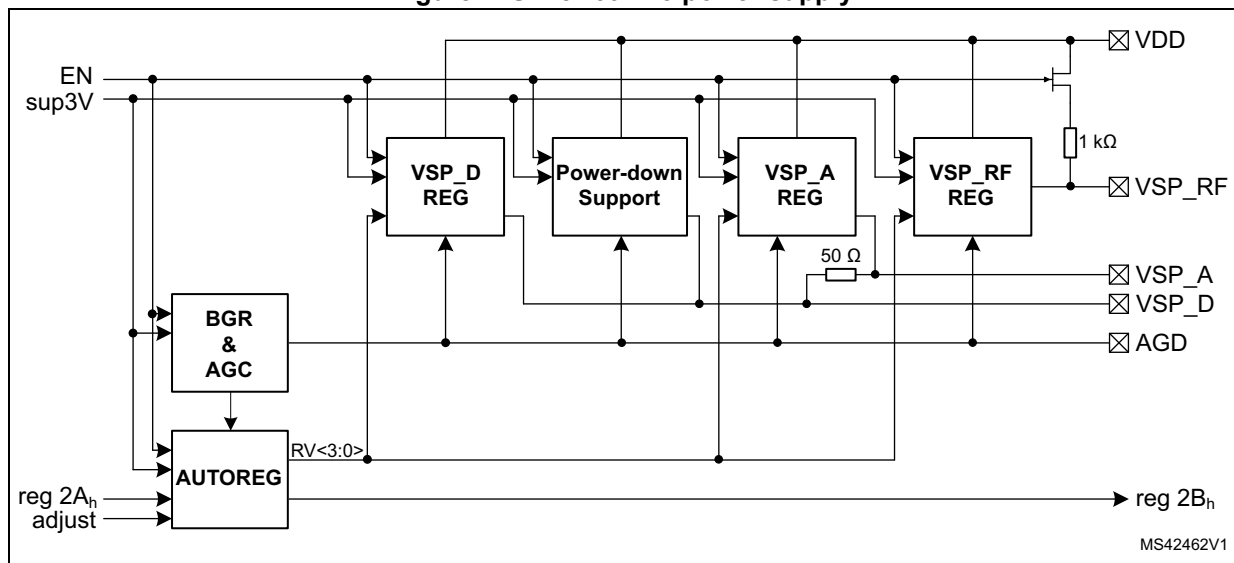 VDD
EN
sup3V
1 kΩ
VSP_D
REG
Power-down
Support
VSP_A
REG
VSP_RF
REG
VSP_RF
50 Ω
VSP_A
VSP_D
BGR
&
AGC
AGD
RV<3:0>
AUTOREG
reg 2Ah
adjust
reg 2Bh
MS42462V1